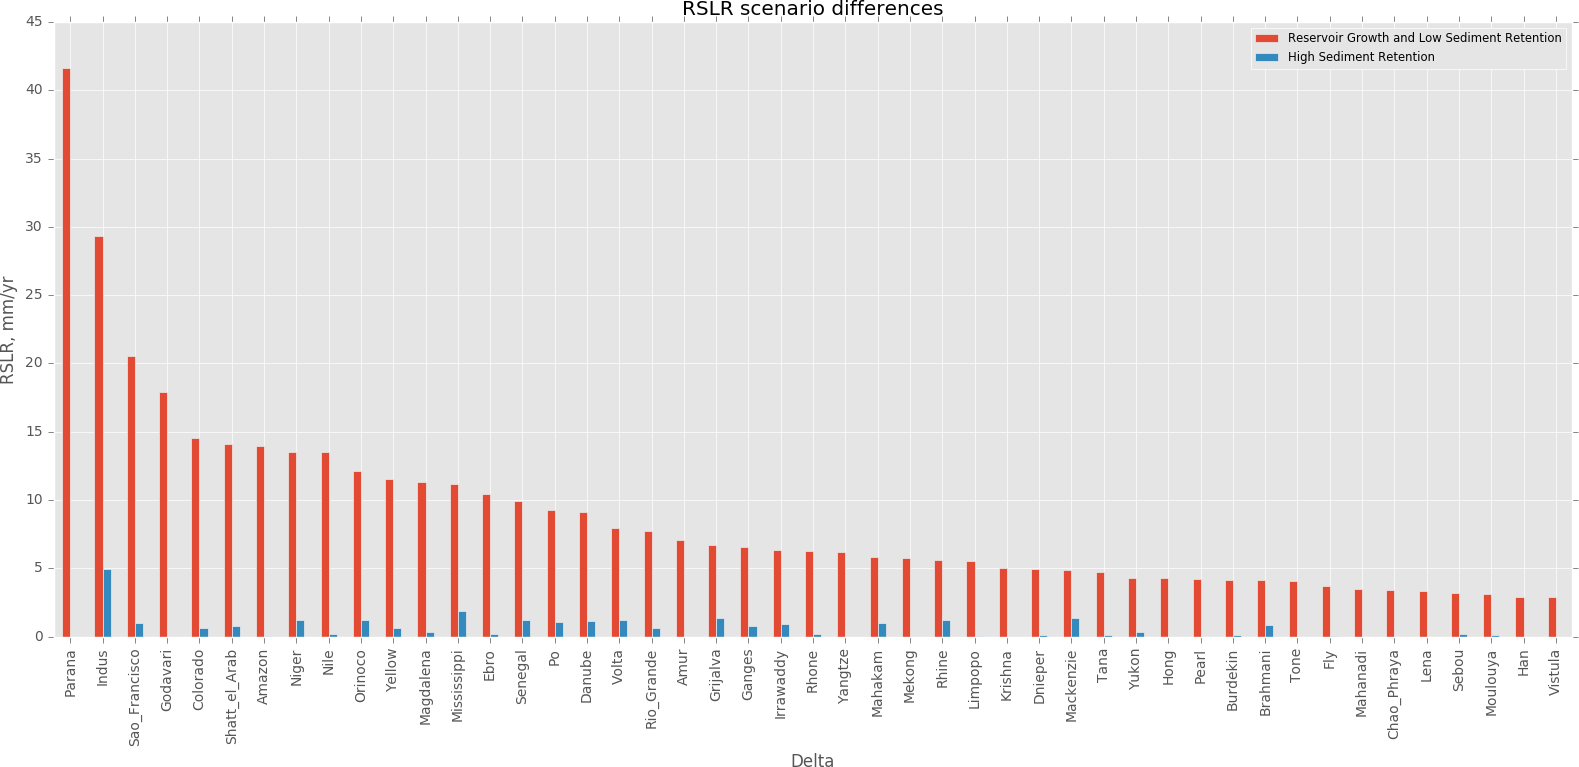 RSLR scenario differences
Reservoir Growth and Low Sediment Retention
High Sediment Retention
RSLR, mm/yr
45
40
35
30
25
20
15
10
5
0
Parana
Indus
Sao_Francisco
Godavari
Colorado
Shatt_el_Arab
Amazon
Niger
Nile
Orinoco
Yellow
Magdalena
Mississippi
Ebro
Senegal
Po
Danube
Volta
Rio_Grande
Amur
Grijalva
Ganges
Irrawaddy
Rhone
Yangtze
Mahakam
Mekong
Rhine
Limpopo
Krishna
Dnieper
Mackenzie
Tana
Yukon
Hong
Pearl
Burdekin
Brahmani
Tone
Fly
Mahanadi
Chao_Phraya
Lena
Sebou
Moulouya
Han
Vistula
Delta